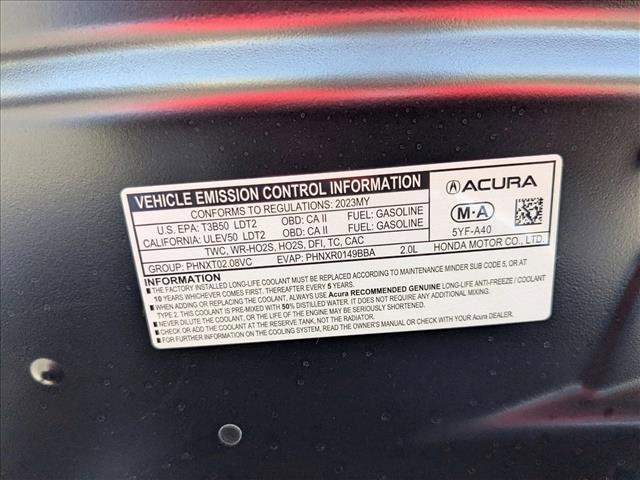 VEHICLE EMISSION CONTROL INFORMATION
CONFORMS TO REGULATIONS: 2023MY
U.S. EPA: T3B50 LDT2 OBD: CA II FUEL: GASOLINE
CALIFORNIA: ULEV50 LDT2 OBD: CA II FUEL: GASOLINE
TWC, WR-HO2S, HO2S, DFI, TC, CAC
GROUP: PHNXT02.08VC EVAP: PHNXR0149BBA 2.0L
ACURA
M-A
5YF-A40
HONDA MOTOR CO., LTD.
INFORMATION
■ THE FACTORY INSTALLED LONG-LIFE COOLANT MUST BE REPLACED ACCORDING TO MAINTENANCE MINDER SUB CODE 5, OR AT
10 YEARS WHICHEVER COMES FIRST. THEREAFTER, REPLACE EVERY 5 YEARS.
■ WHEN ADDING OR REPLACING THE COOLANT, ALWAYS USE Acura RECOMMENDED GENUINE LONG-LIFE ANTI-FREEZE / COOLANT
TYPE 2. THIS COOLANT IS PRE-MIXED WITH 50% DISTILLED WATER. IT DOES NOT REQUIRE ADDITIONAL MIXING.
■ NEVER DILUTE THE COOLANT, OR THE LIFE OF THE ENGINE MAY BE SERIOUSLY SHORTENED.
■ CHECK OR ADD THE COOLANT AT THE RESERVE TANK, NOT THE RADIATOR.
■ FOR FURTHER INFORMATION ON THE COOLING SYSTEM, READ THE OWNER'S MANUAL OR CHECK WITH YOUR Acura DEALER.